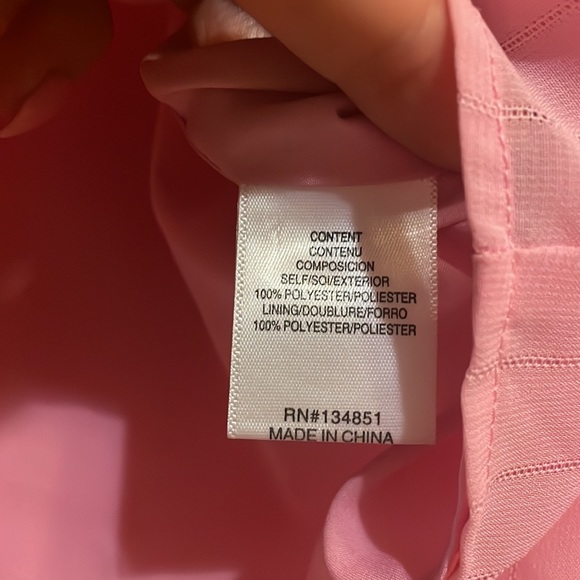 CONTENT
CONTENU
COMPOSICION
SELF/SOI/EXTERIOR
100% POLYESTER/POLIESTER
LINING/DOUBLURE/FORRO
100% POLYESTER/POLIESTER
RN#134851
MADE IN CHINA